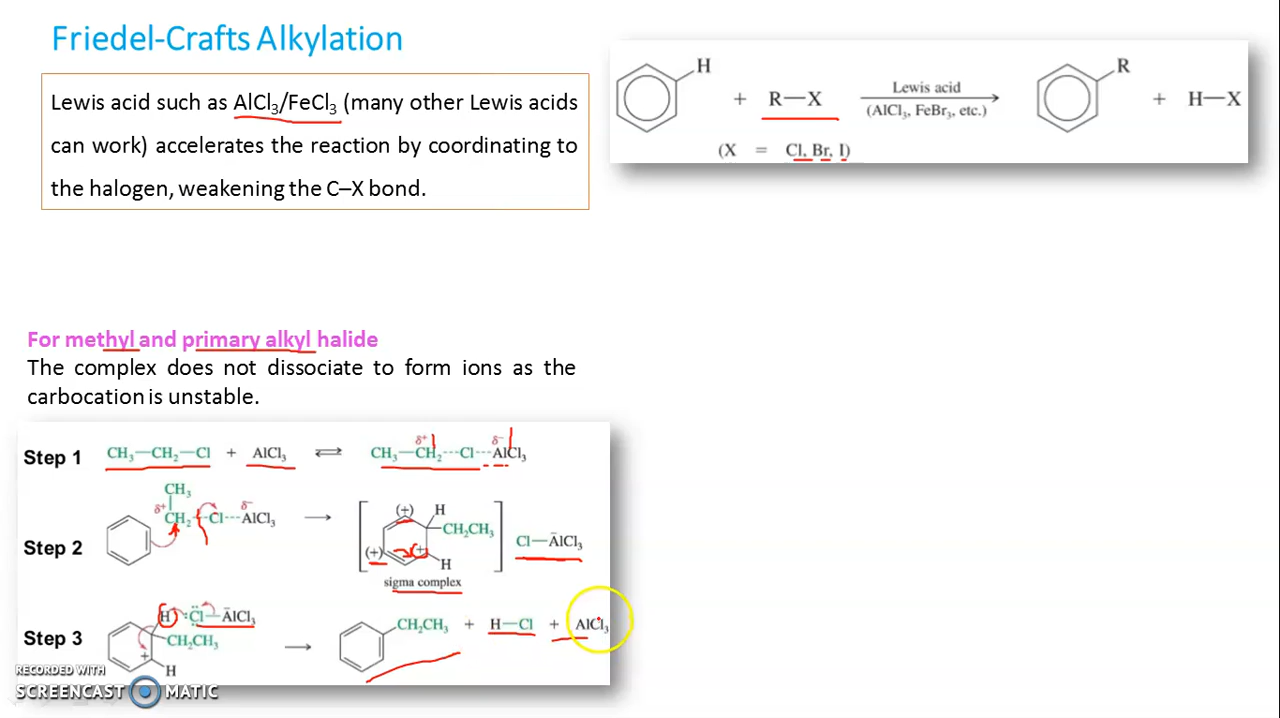 Friedel-Crafts Alkylation
Lewis acid such as AlCl₃/FeCl₃ (many other Lewis acids
can work) accelerates the reaction by coordinating to
the halogen, weakening the C–X bond.
H + R—X Lewis acid R + H—X
(AlCl₃, FeBr₃, etc.)
(X = Cl, Br, I)
For methyl and primary alkyl halide
The complex does not dissociate to form ions as the
carbocation is unstable.
Step 1 CH₃—CH₂—Cl + AlCl₃ ⇌ CH₃—CH₂---Cl---AlCl₃
δ⁺ δ⁻
CH₃
Step 2 δ⁺ CH₂ Cl---AlCl₃ δ⁻ → [ (+) H CH₂CH₃ (+) (+) H ] Cl—ĀlCl₃
sigma complex
Step 3 H :Cl—ĀlCl₃ CH₂CH₃ + H → CH₂CH₃ + H—Cl + AlCl₃
RECORDED WITH
SCREENCAST MATIC